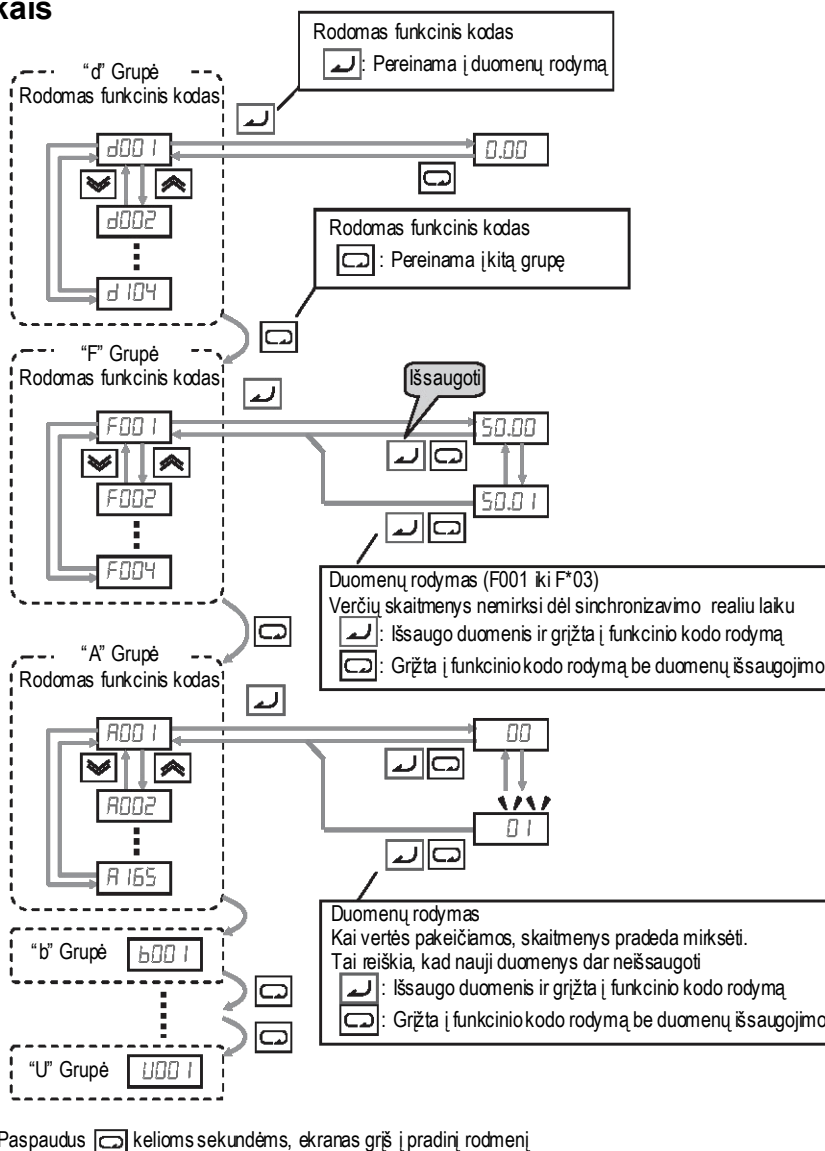 kais
Rodomas funkcinis kodas
: Pereinama į duomenų rodymą
“d” Grupė
Rodomas funkcinis kodas
d001
0.00
d002
d104
Rodomas funkcinis kodas
: Pereinama į kitą grupę
“F” Grupė
Rodomas funkcinis kodas
Išsaugoti
F001
50.00
F002
50.01
F004
Duomenų rodymas (F001 iki F*03)
Verčių skaitmenys nemirksi dėl sinchronizavimo realiu laiku
: Išsaugo duomenis ir grįžta į funkcinio kodo rodymą
: Grįžta į funkcinio kodo rodymą be duomenų išsaugojimo
“A” Grupė
Rodomas funkcinis kodas
A001
00
A002
01
A165
Duomenų rodymas
Kai vertės pakeičiamos, skaitmenys pradeda mirksėti.
Tai reiškia, kad nauji duomenys dar neišsaugoti
: Išsaugo duomenis ir grįžta į funkcinio kodo rodymą
: Grįžta į funkcinio kodo rodymą be duomenų išsaugojimo
“b” Grupė
b001
“U” Grupė
U001
Paspaudus kelioms sekundėms, ekranas grįš į pradinį rodmenį